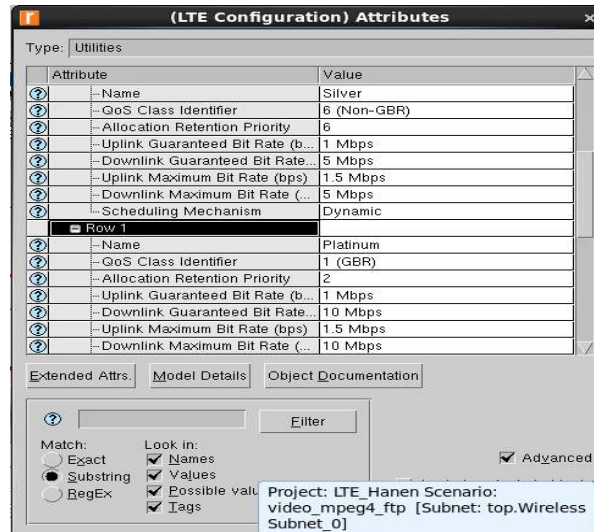 (LTE Configuration) Attributes
Type: Utilities
Attribute Value
Name Silver
QoS Class Identifier 6 (Non-GBR)
Allocation Retention Priority 6
Uplink Guaranteed Bit Rate (b... 1 Mbps
Downlink Guaranteed Bit Rate... 5 Mbps
Uplink Maximum Bit Rate (bps) 1.5 Mbps
Downlink Maximum Bit Rate (... 5 Mbps
Scheduling Mechanism Dynamic
Row 1
Name Platinum
QoS Class Identifier 1 (GBR)
Allocation Retention Priority 2
Uplink Guaranteed Bit Rate (b... 1 Mbps
Downlink Guaranteed Bit Rate... 10 Mbps
Uplink Maximum Bit Rate (bps) 1.5 Mbps
Downlink Maximum Bit Rate (... 10 Mbps
Extended Attrs. Model Details Object Documentation
Filter
Match: Look in:
Exact Names
Substring Values
RegEx Possible valu
Tags
Advanced
Project: LTE_Hanen Scenario:
video_mpeg4_ftp [Subnet: top.Wireless
Subnet_0]